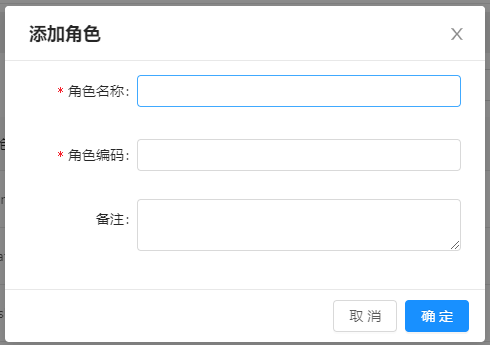 添加角色
* 角色名称:
* 角色编码:
备注:
取 消
确 定